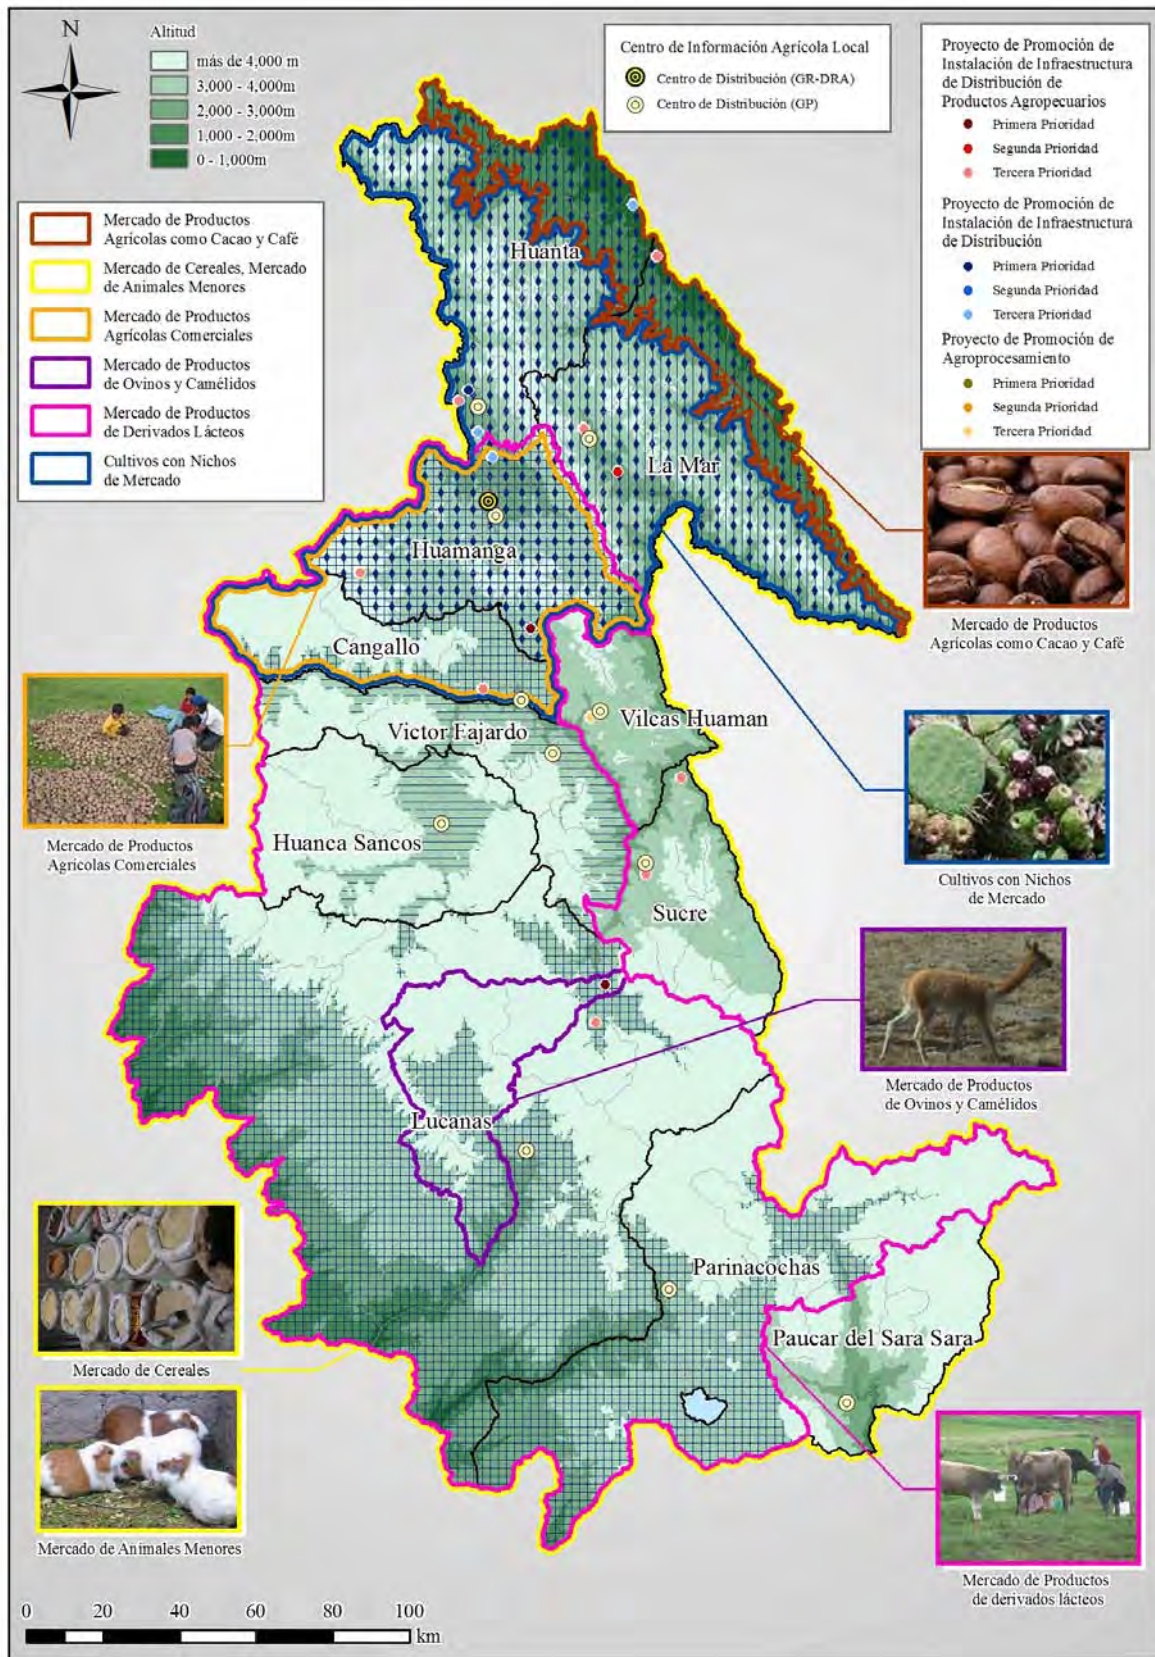 N
Altitud
más de 4,000 m
3,000 - 4,000m
2,000 - 3,000m
1,000 - 2,000m
0 - 1,000m
Centro de Información Agrícola Local
Centro de Distribución (GR-DRA)
Centro de Distribución (GP)
Proyecto de Promoción de
Instalación de Infraestructura
de Distribución de
Productos Agropecuarios
Primera Prioridad
Segunda Prioridad
Tercera Prioridad
Proyecto de Promoción de
Instalación de Infraestructura
de Distribución
Primera Prioridad
Segunda Prioridad
Tercera Prioridad
Proyecto de Promoción de
Agroprocesamiento
Primera Prioridad
Segunda Prioridad
Tercera Prioridad
Mercado de Productos
Agrícolas como Cacao y Café
Mercado de Cereales, Mercado
de Animales Menores
Mercado de Productos
Agrícolas Comerciales
Mercado de Productos
de Ovinos y Camélidos
Mercado de Productos
de Derivados Lácteos
Cultivos con Nichos
de Mercado
Huanta
La Mar
Huamanga
Cangallo
Vilcas Huaman
Victor Fajardo
Huanca Sancos
Sucre
Lucanas
Parinacochas
Paucar del Sara Sara
Mercado de Productos
Agrícolas como Cacao y Café
Mercado de Productos
Agrícolas Comerciales
Cultivos con Nichos
de Mercado
Mercado de Productos
de Ovinos y Camélidos
Mercado de Cereales
Mercado de Animales Menores
Mercado de Productos
de derivados lácteos
0 20 40 60 80 100
km